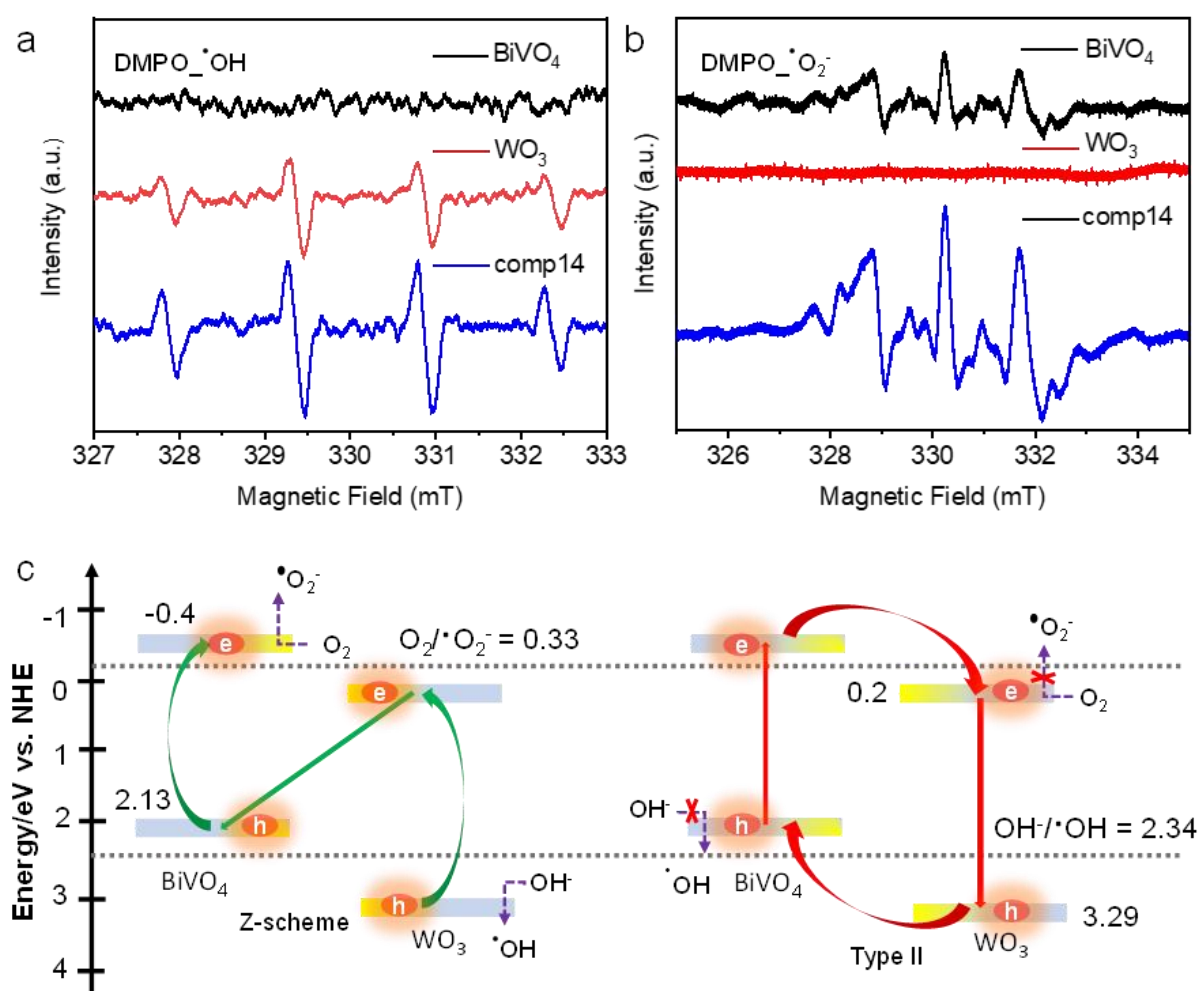 a
DMPO_•OH
BiVO₄
WO₃
comp14
Intensity (a.u.)
327 328 329 330 331 332 333
Magnetic Field (mT)
b
DMPO_•O₂⁻
BiVO₄
WO₃
comp14
Intensity (a.u.)
326 328 330 332 334
Magnetic Field (mT)
c
Energy/eV vs. NHE
-1
0
1
2
3
4
-0.4
e
•O₂⁻
O₂
O₂/•O₂⁻ = 0.33
e
2.13
h
BiVO₄
Z-scheme
h
WO₃
OH⁻
•OH
e
•O₂⁻
0.2
e
O₂
OH⁻
h
•OH
BiVO₄
OH⁻/•OH = 2.34
h
3.29
Type II
WO₃